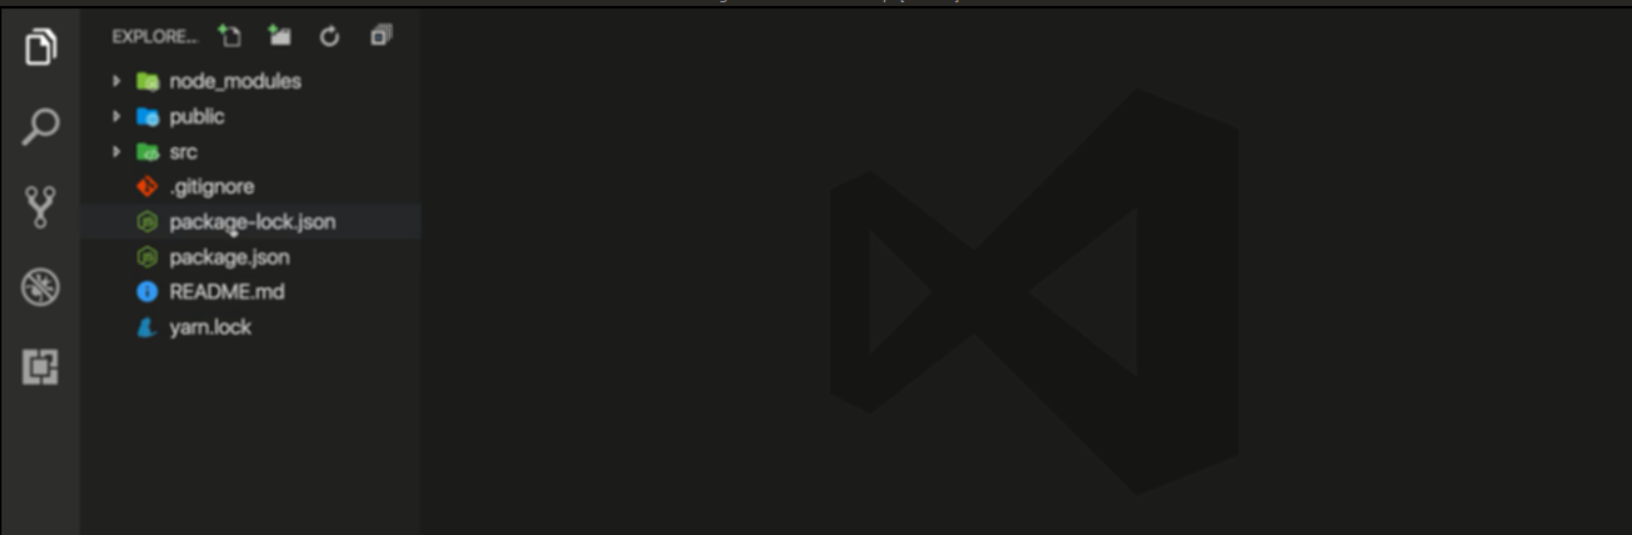 EXPLORE...
node_modules
public
src
.gitignore
package-lock.json
package.json
README.md
yarn.lock